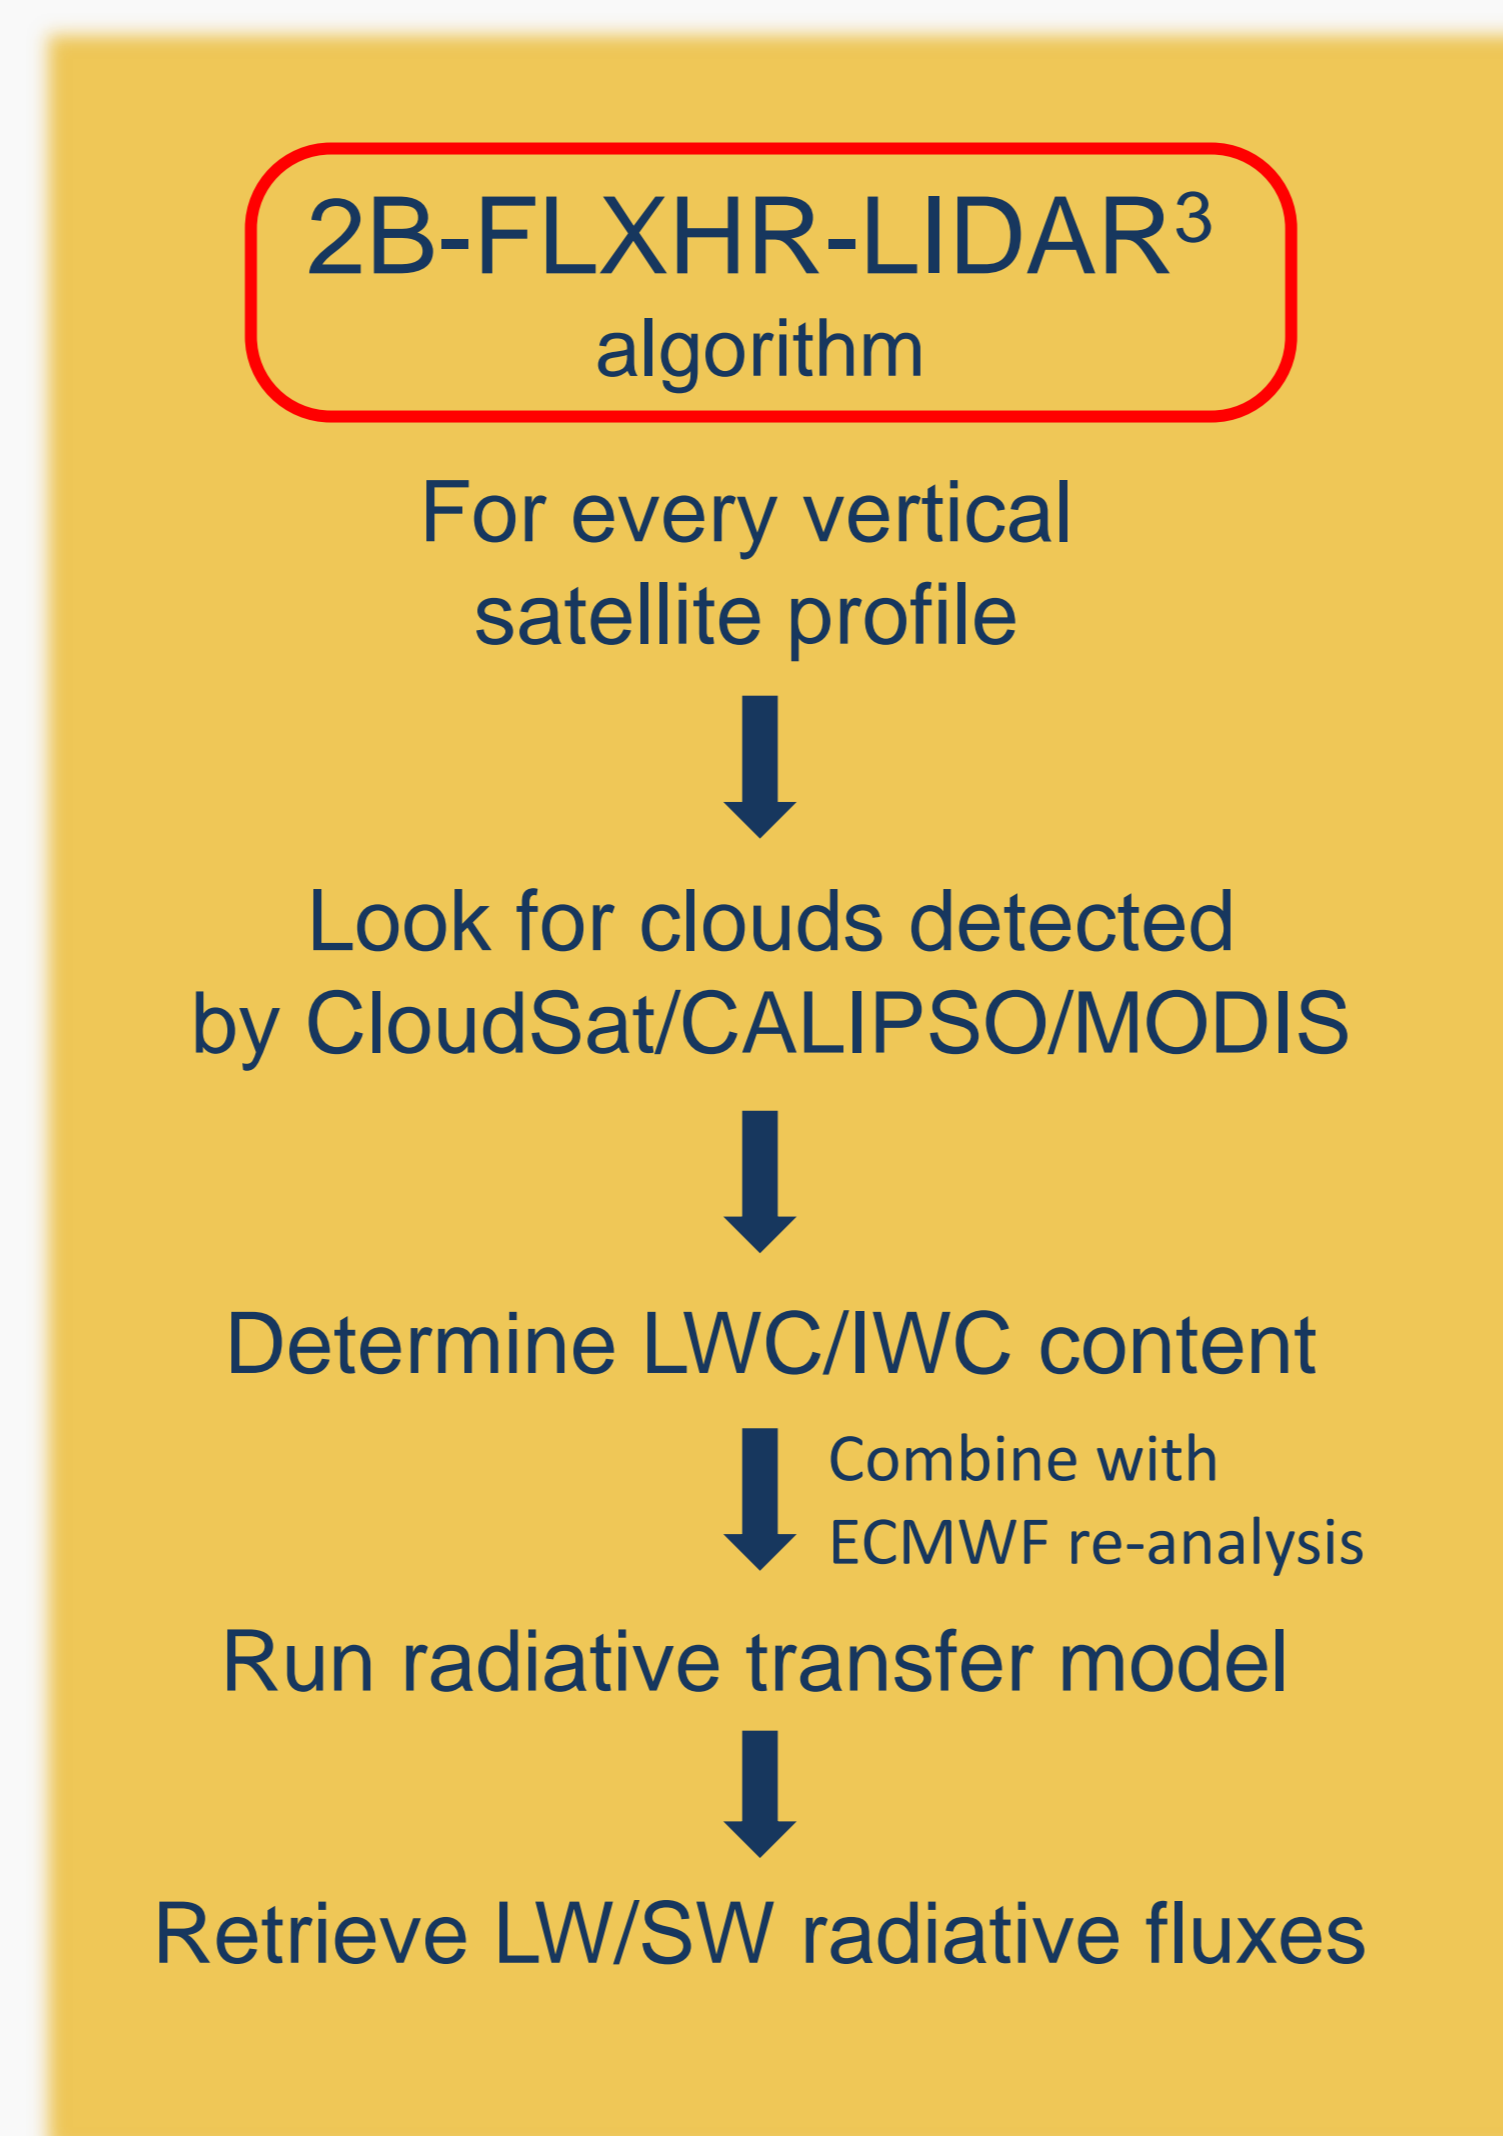 2B-FLXHR-LIDAR³
algorithm
For every vertical
satellite profile
Look for clouds detected
by CloudSat/CALIPSO/MODIS
Determine LWC/IWC content
Combine with
ECMWF re-analysis
Run radiative transfer model
Retrieve LW/SW radiative fluxes